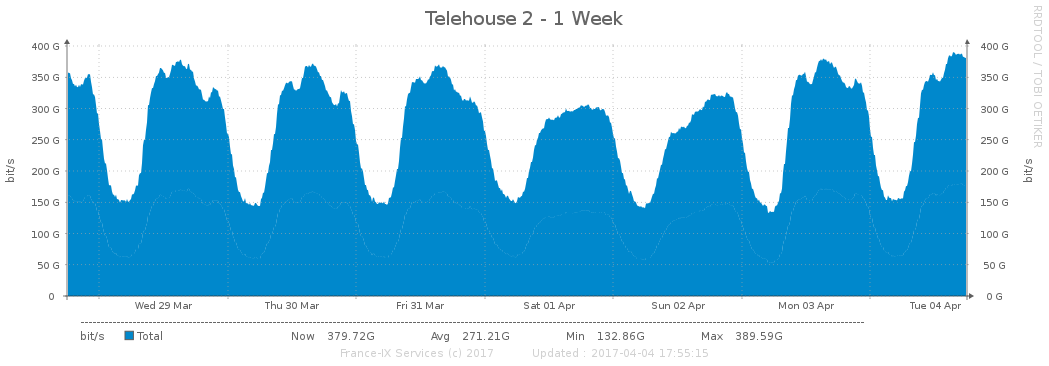 Telehouse 2 - 1 Week
RRDTOOL / TOBI OETIKER
bit/s
400 G
350 G
300 G
250 G
200 G
150 G
100 G
50 G
0
400 G
350 G
300 G
250 G
200 G
150 G
100 G
50 G
0 G
bit/s
Wed 29 Mar Thu 30 Mar Fri 31 Mar Sat 01 Apr Sun 02 Apr Mon 03 Apr Tue 04 Apr
bit/s Total Now 379.72G Avg 271.21G Min 132.86G Max 389.59G
France-IX Services (c) 2017 Updated : 2017-04-04 17:55:15